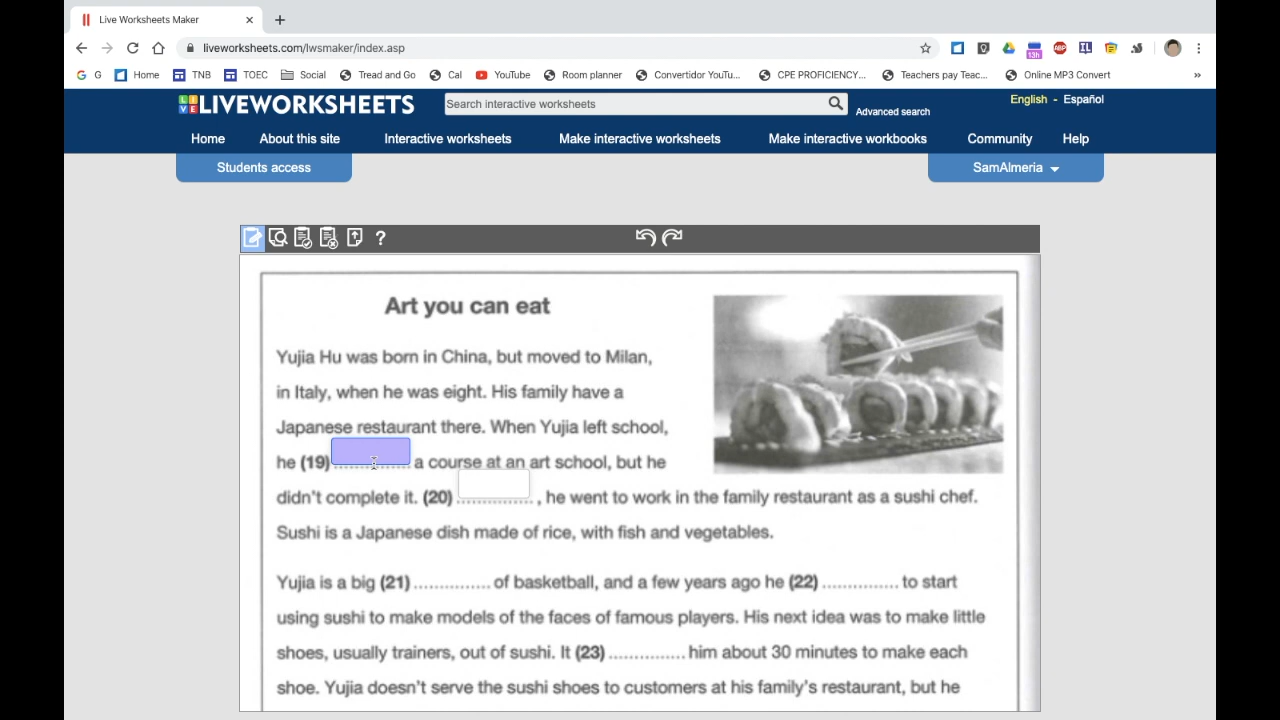 Live Worksheets Maker
liveworksheets.com/lwsmaker/index.asp
13h
ABP
IL
G Home TNB TOEC Social Tread and Go Cal YouTube Room planner Convertidor YouTu... CPE PROFICIENCY... Teachers pay Teac... Online MP3 Convert »
LIVE LIVEWORKSHEETS Search interactive worksheets Advanced search English - Español
Home About this site Interactive worksheets Make interactive worksheets Make interactive workbooks Community Help
Students access SamAlmeria
?
Art you can eat
Yujia Hu was born in China, but moved to Milan,
in Italy, when he was eight. His family have a
Japanese restaurant there. When Yujia left school,
he (19) .............. a course at an art school, but he
didn't complete it. (20) .............. , he went to work in the family restaurant as a sushi chef.
Sushi is a Japanese dish made of rice, with fish and vegetables.
Yujia is a big (21) .............. of basketball, and a few years ago he (22) .............. to start
using sushi to make models of the faces of famous players. His next idea was to make little
shoes, usually trainers, out of sushi. It (23) .............. him about 30 minutes to make each
shoe. Yujia doesn't serve the sushi shoes to customers at his family's restaurant, but he